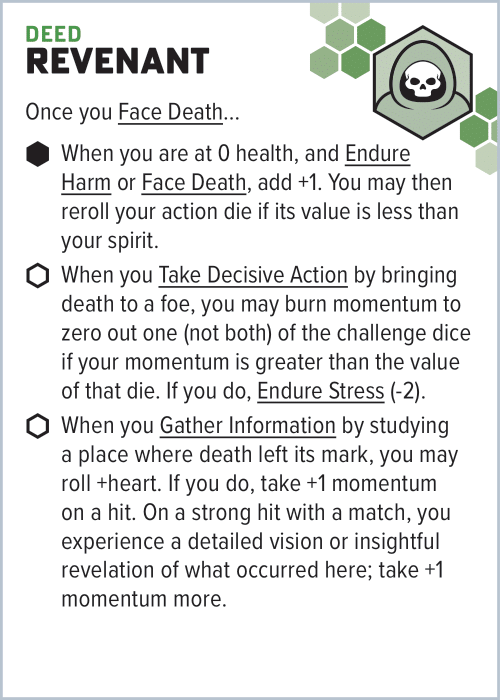 DEED
REVENANT
Once you Face Death...
When you are at 0 health, and Endure
Harm or Face Death, add +1. You may then
reroll your action die if its value is less than
your spirit.
When you Take Decisive Action by bringing
death to a foe, you may burn momentum to
zero out one (not both) of the challenge dice
if your momentum is greater than the value
of that die. If you do, Endure Stress (-2).
When you Gather Information by studying
a place where death left its mark, you may
roll +heart. If you do, take +1 momentum
on a hit. On a strong hit with a match, you
experience a detailed vision or insightful
revelation of what occurred here; take +1
momentum more.